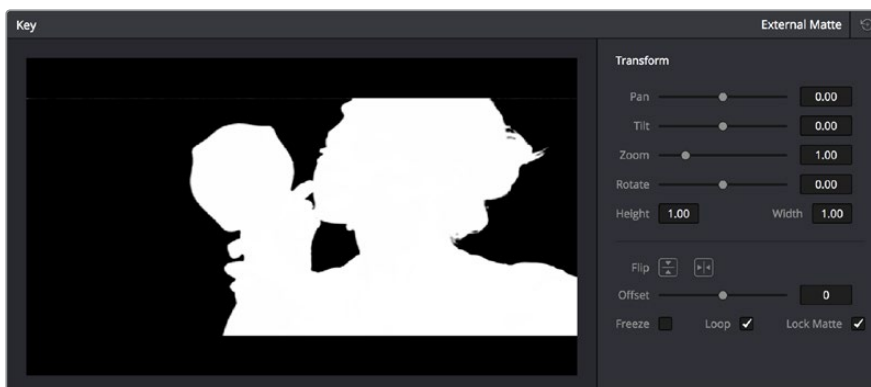 Key External Matte
Transform
Pan 0.00
Tilt 0.00
Zoom 1.00
Rotate 0.00
Height 1.00 Width 1.00
Flip
Offset 0
Freeze Loop Lock Matte